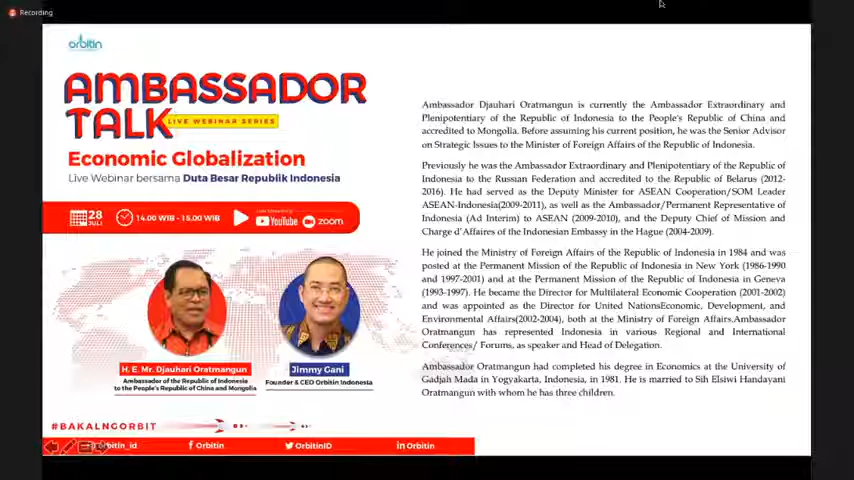 Recording
orbitin
AMBASSADOR
TALK
LIVE WEBINAR SERIES
Economic Globalization
Live Webinar bersama Duta Besar Republik Indonesia
28
JULI
14.00 WIB - 15.00 WIB
YouTube
zoom
H. E. Mr. Djauhari Oratmangun
Ambassador of the Republic of Indonesia
to the People's Republic of China and Mongolia
Jimmy Gani
Founder & CEO Orbitin Indonesia
#BAKALNGORBIT
Orbitin_id
Orbitin
OrbitinID
Orbitin
Ambassador Djauhari Oratmangun is currently the Ambassador Extraordinary and
Plenipotentiary of the Republic of Indonesia to the People's Republic of China and
accredited to Mongolia. Before assuming his current position, he was the Senior Advisor
on Strategic Issues to the Minister of Foreign Affairs of the Republic of Indonesia.
Previously he was the Ambassador Extraordinary and Plenipotentiary of the Republic of
Indonesia to the Russian Federation and accredited to the Republic of Belarus (2012-
2016). He had served as the Deputy Minister for ASEAN Cooperation/SOM Leader
ASEAN-Indonesia(2009-2011), as well as the Ambassador/Permanent Representative of
Indonesia (Ad Interim) to ASEAN (2009-2010), and the Deputy Chief of Mission and
Charge d'Affaires of the Indonesian Embassy in the Hague (2004-2009).
He joined the Ministry of Foreign Affairs of the Republic of Indonesia in 1984 and was
posted at the Permanent Mission of the Republic of Indonesia in New York (1986-1990
and 1997-2001) and at the Permanent Mission of the Republic of Indonesia in Geneva
(1993-1997). He became the Director for Multilateral Economic Cooperation (2001-2002)
and was appointed as the Director for United NationsEconomic, Development, and
Environmental Affairs(2002-2004), both at the Ministry of Foreign Affairs.Ambassador
Oratmangun has represented Indonesia in various Regional and International
Conferences/ Forums, as speaker and Head of Delegation.
Ambassador Oratmangun had completed his degree in Economics at the University of
Gadjah Mada in Yogyakarta, Indonesia, in 1981. He is married to Sih Elsiwi Handayani
Oratmangun with whom he has three children.